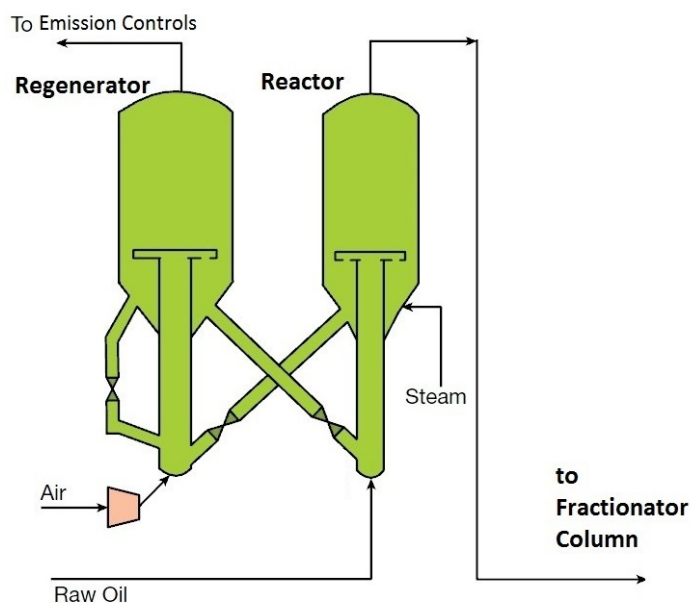 To Emission Controls
Regenerator
Reactor
Steam
Air
to
Fractionator
Column
Raw Oil